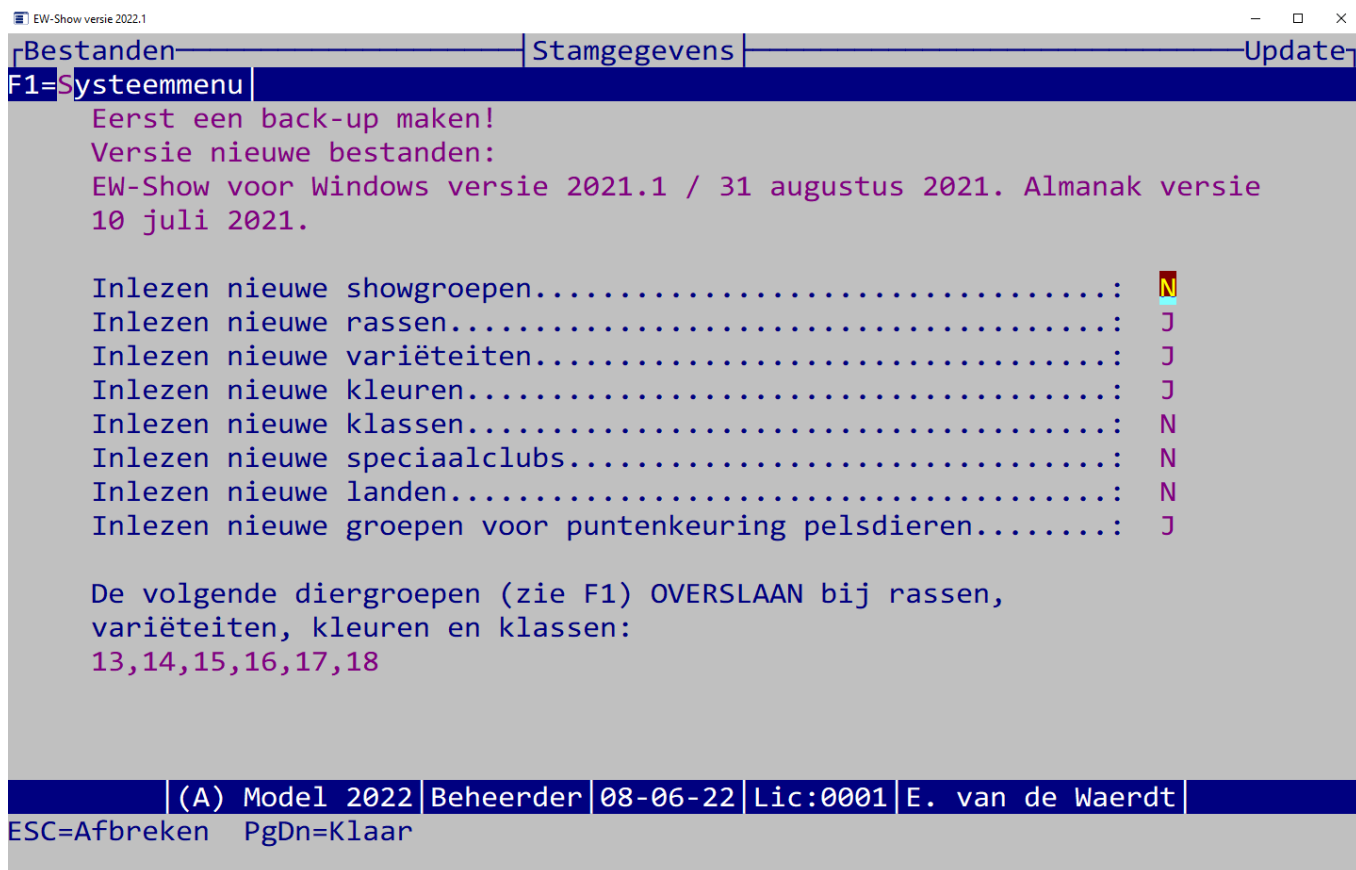 EW-Show versie 2022.1
Bestanden Stamgegevens Update
F1=Systeemmenu
Eerst een back-up maken!
Versie nieuwe bestanden:
EW-Show voor Windows versie 2021.1 / 31 augustus 2021. Almanak versie
10 juli 2021.
Inlezen nieuwe showgroepen..................................: N
Inlezen nieuwe rassen.......................................: J
Inlezen nieuwe variëteiten..................................: J
Inlezen nieuwe kleuren......................................: J
Inlezen nieuwe klassen......................................: N
Inlezen nieuwe speciaalclubs................................: N
Inlezen nieuwe landen.......................................: N
Inlezen nieuwe groepen voor puntenkeuring pelsdieren........: J
De volgende diergroepen (zie F1) OVERSLAAN bij rassen,
variëteiten, kleuren en klassen:
13,14,15,16,17,18
(A) Model 2022|Beheerder|08-06-22|Lic:0001|E. van de Waerdt|
ESC=Afbreken PgDn=Klaar